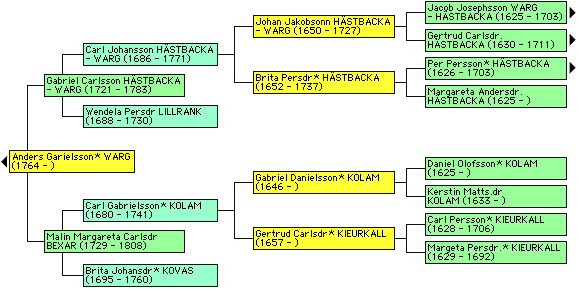 Jacob Josephsson WARG
- HÄSTBACKA (1625 - 1703)
Johan Jakobsonn HÄSTBACKA
- WARG (1650 - 1727)
Gertrud Carlsdr.
HÄSTBACKA (1630 - 1711)
Carl Johansson HÄSTBACKA
- WARG (1686 - 1771)
Per Persson* HÄSTBACKA
(1626 - 1703)
Brita Persdr* HÄSTBACKA
(1652 - 1737)
Gabriel Carlsson HÄSTBACKA
- WARG (1721 - 1783)
Margareta Andersdr.
HÄSTBACKA (1625 - )
Wendela Persdr LILLRANK
(1688 - 1730)
Anders Garielsson* WARG
(1764 - )
Daniel Olofsson* KOLAM
(1625 - )
Gabriel Danielsson* KOLAM
(1646 - )
Kerstin Matts.dr
KOLAM (1633 - )
Carl Gabrielsson* KOLAM
(1680 - 1741)
Carl Persson* KIEURKALL
(1628 - 1706)
Gertrud Carlsdr* KIEURKALL
(1657 - )
Malin Margareta Carlsdr
BEXAR (1729 - 1808)
Margeta Persdr.* KIEURKALL
(1629 - 1692)
Brita Johansdr* KOVAS
(1695 - 1760)